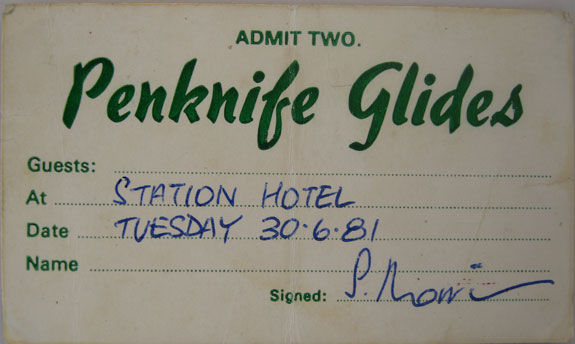 ADMIT TWO.
Penknife Glides
Guests:
At STATION HOTEL
Date TUESDAY 30·6·81
Name
Signed: S.